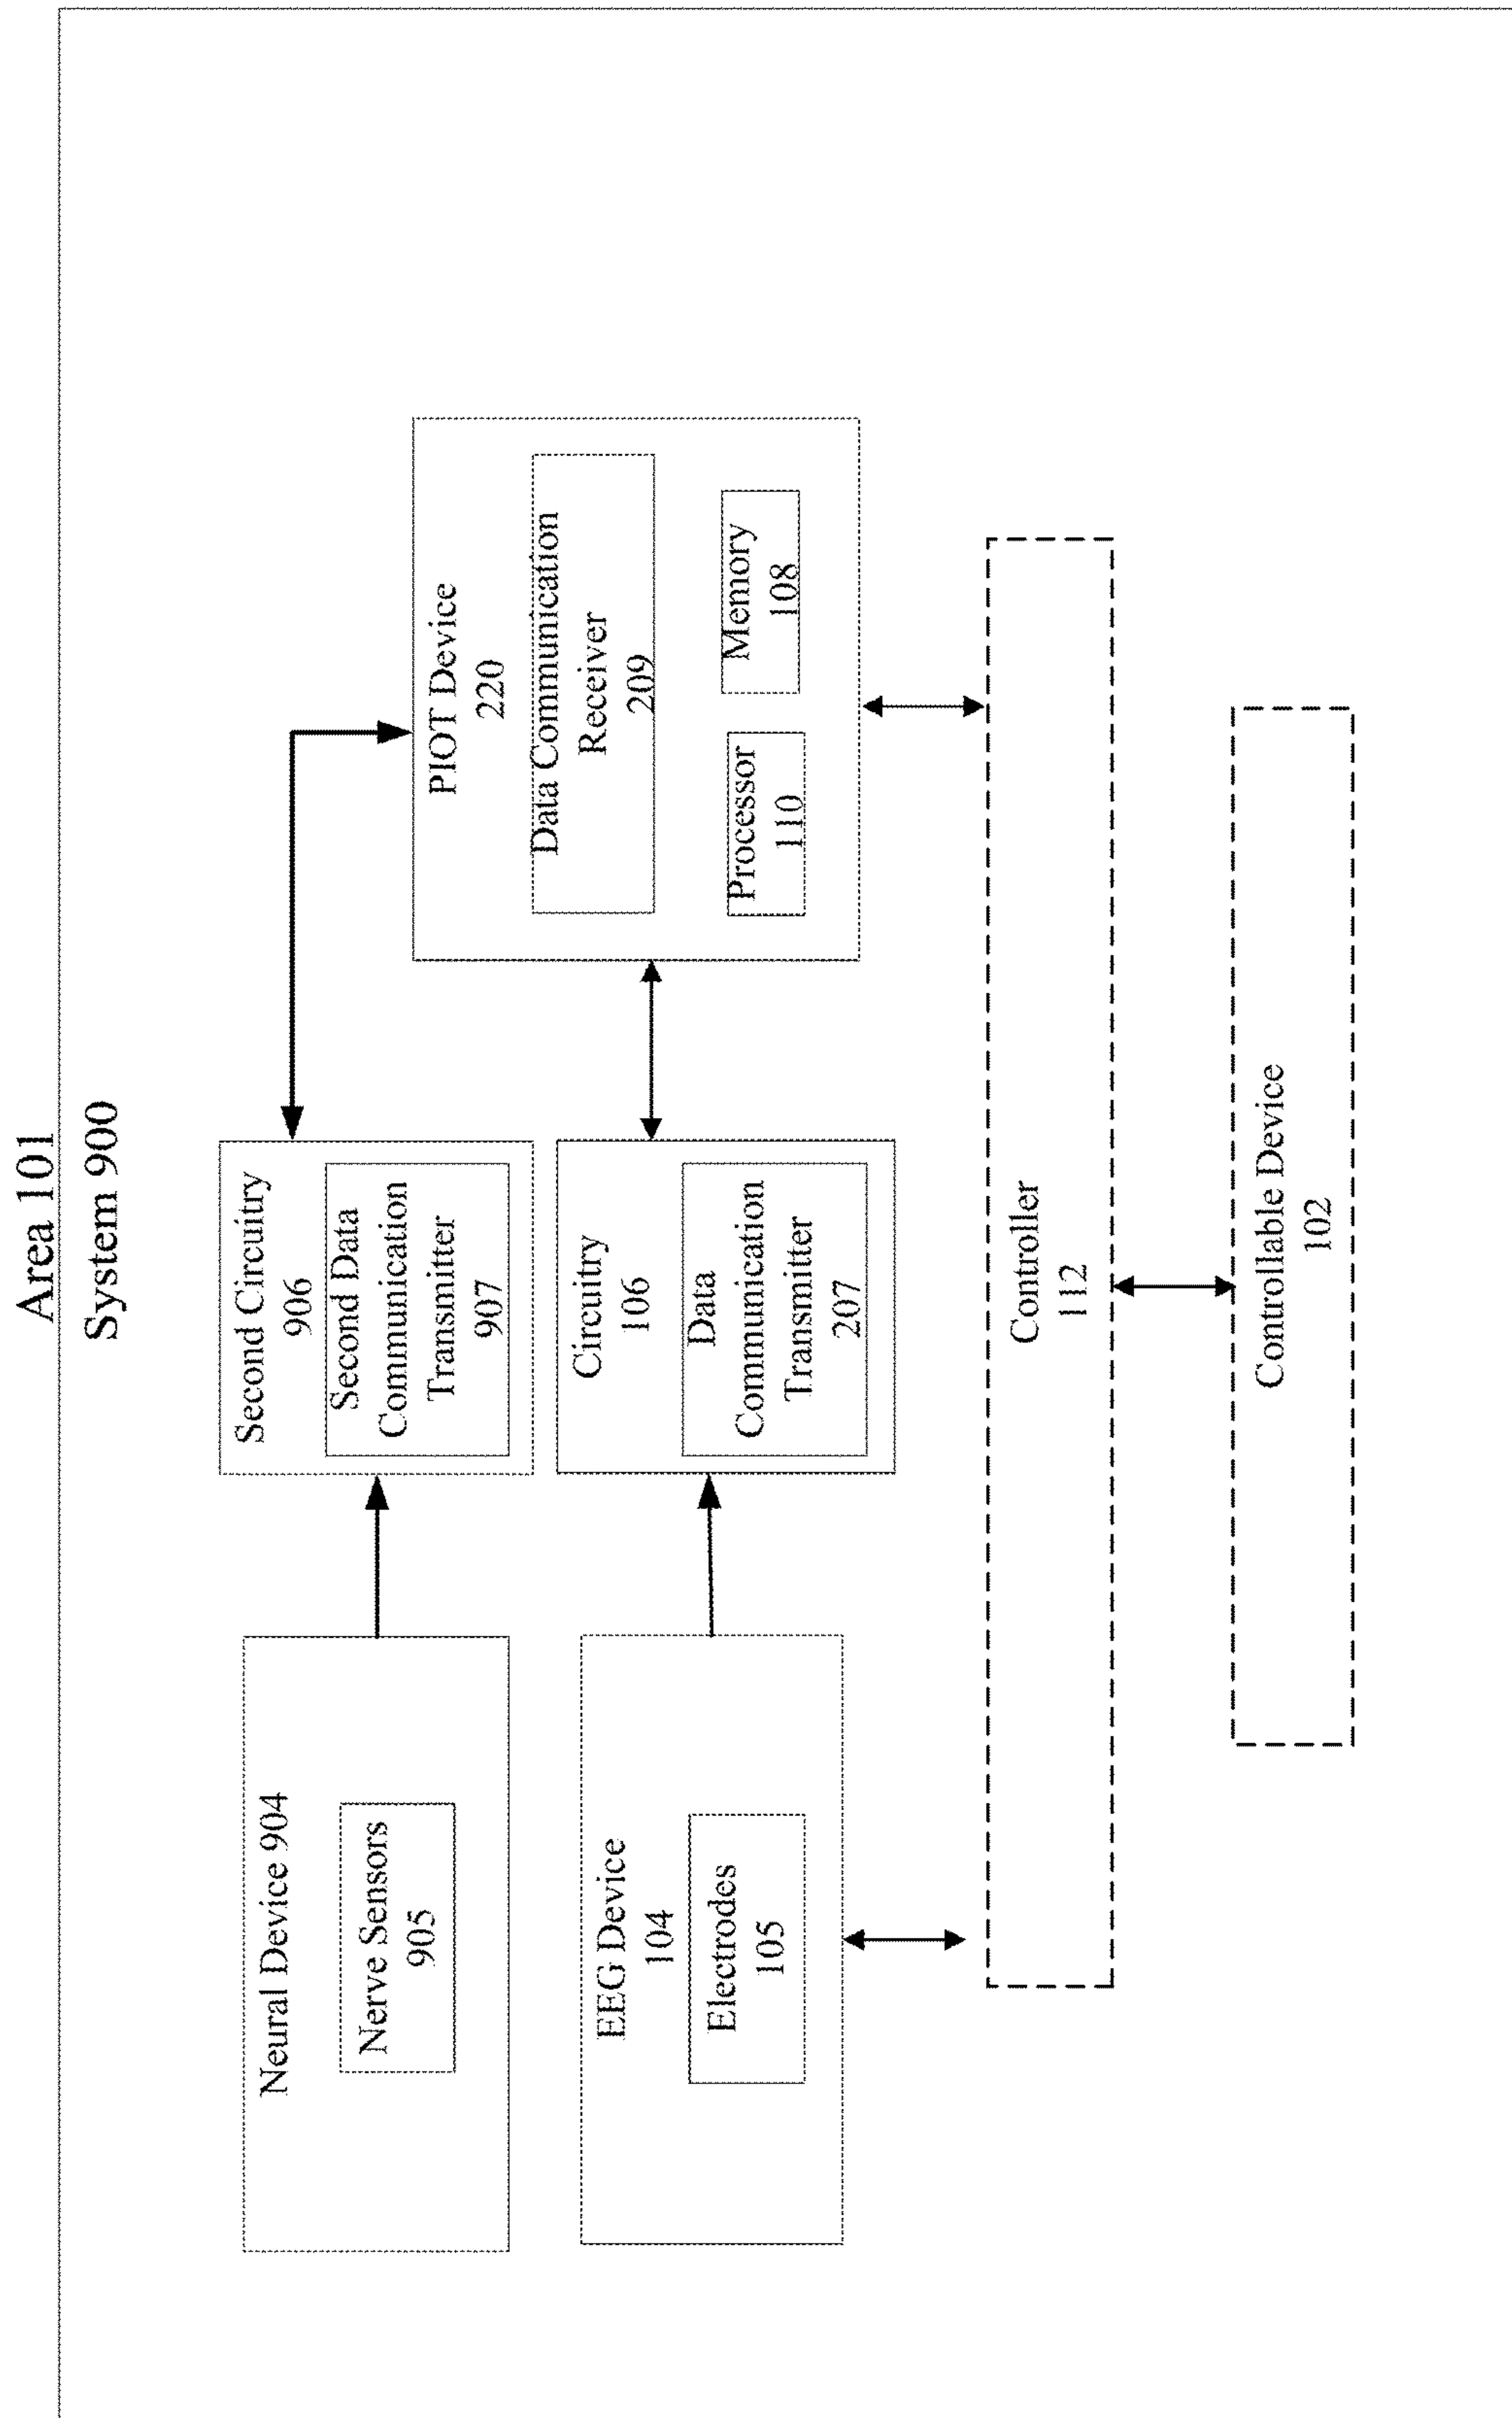 Area 101
System 900
Neural Device 904
Nerve Sensors
905
Second Circuitry
906
Second Data
Communication
Transmitter
907
EEG Device
104
Electrodes
105
Circuitry
106
Data
Communication
Transmitter
207
PIOT Device
220
Data Communication
Receiver
209
Processor
110
Memory
108
Controller
112
Controllable Device
102